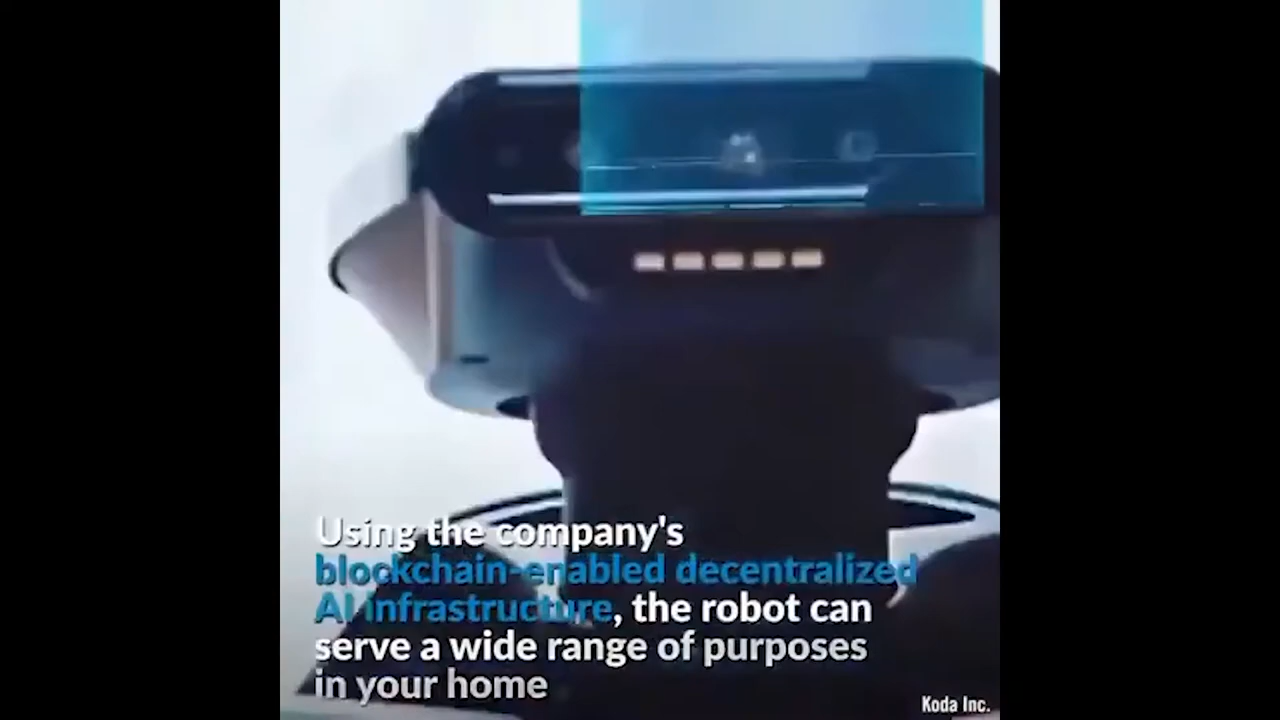 Using the company's
blockchain-enabled decentralized
AI infrastructure, the robot can
serve a wide range of purposes
in your home
Koda Inc.